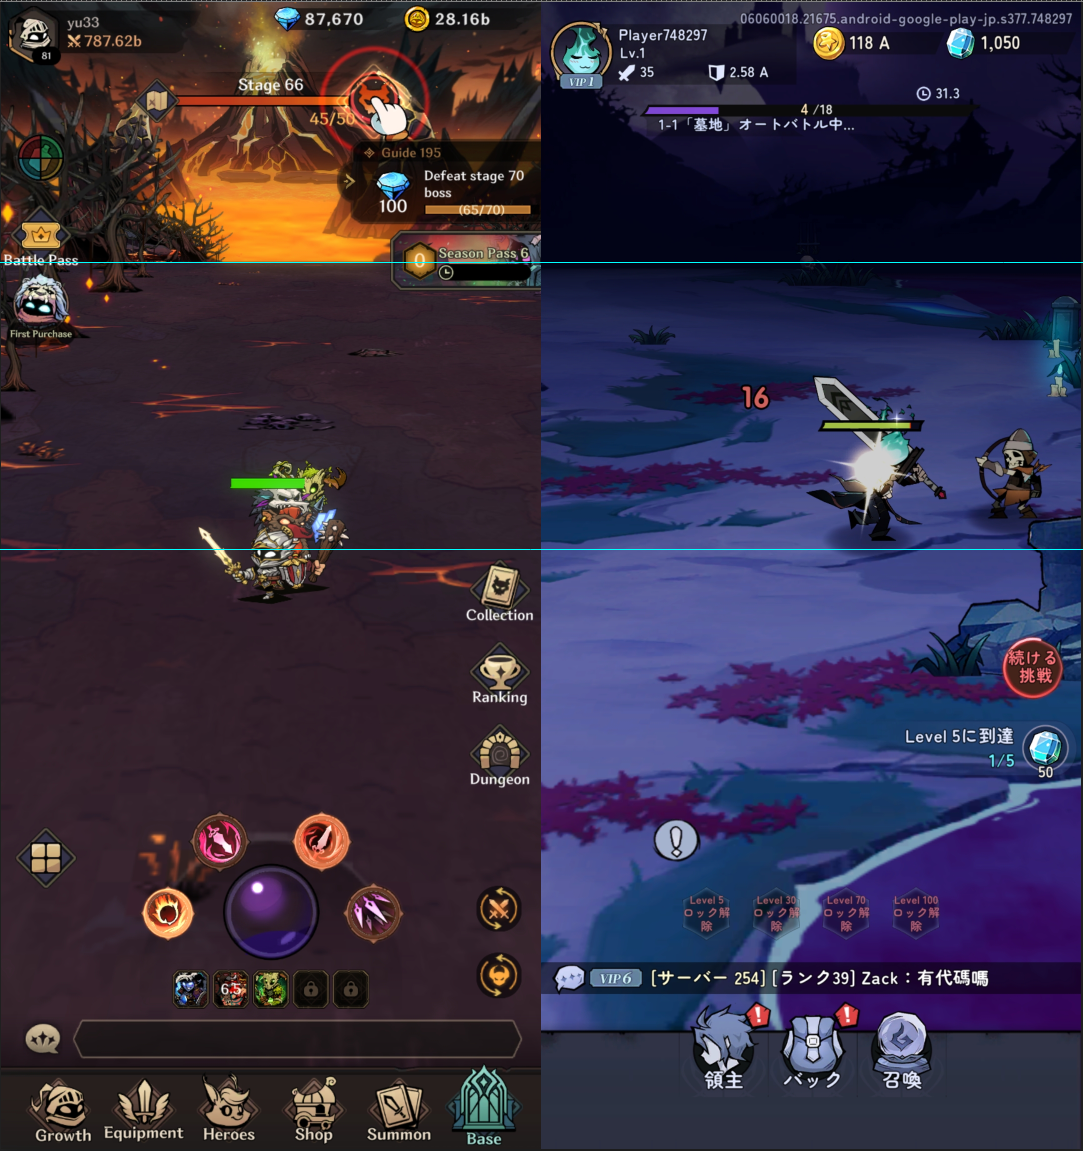 yu33
787.62b
81
87,670
28.16b
Stage 66
45/50
Guide 195
Defeat stage 70
boss
100
(65/70)
Battle Pass
0
Season Pass 6
First Purchase
Collection
Ranking
Dungeon
6.5
Growth
Equipment
Heroes
Shop
Summon
Base
06060018.21675.android-google-play-jp.s377.748297
Player748297
Lv.1
VIP 1
35
2.58 A
118 A
1,050
31.3
4 /18
1-1「墓地」オートバトル中...
16
続ける
挑戦
Level 5に到達
1/5
50
Level 5
ロック解
除
Level 30
ロック解
除
Level 70
ロック解
除
Level 100
ロック解
除
VIP 6 [サーバー 254] [ランク39] Zack：有代碼嗎
領主
バック
召喚